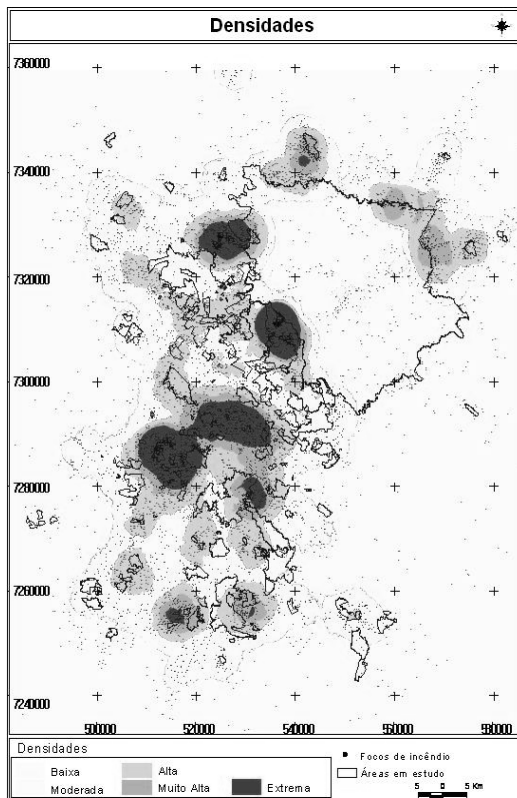 Densidades
7360000
7340000
7320000
7300000
7280000
7260000
7240000
500000 520000 540000 560000 580000
Densidades
Baixa
Moderada
Alta
Muito Alta
Extrema
Focos de incêndio
Áreas em estudo
5 0 5 Km